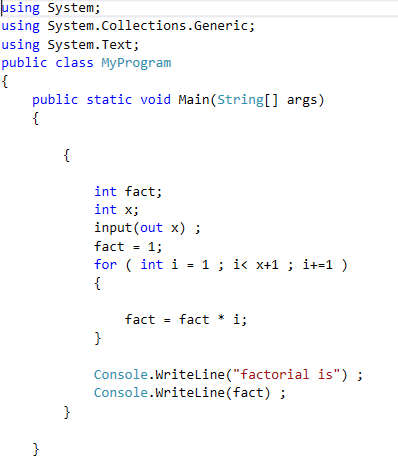 using System;
using System.Collections.Generic;
using System.Text;
public class MyProgram
{
    public static void Main(String[] args)
    {

        {

            int fact;
            int x;
            input(out x) ;
            fact = 1;
            for ( int i = 1 ; i< x+1 ; i+=1 )
            {

                fact = fact * i;
            }

            Console.WriteLine("factorial is") ;
            Console.WriteLine(fact) ;
        }

    }